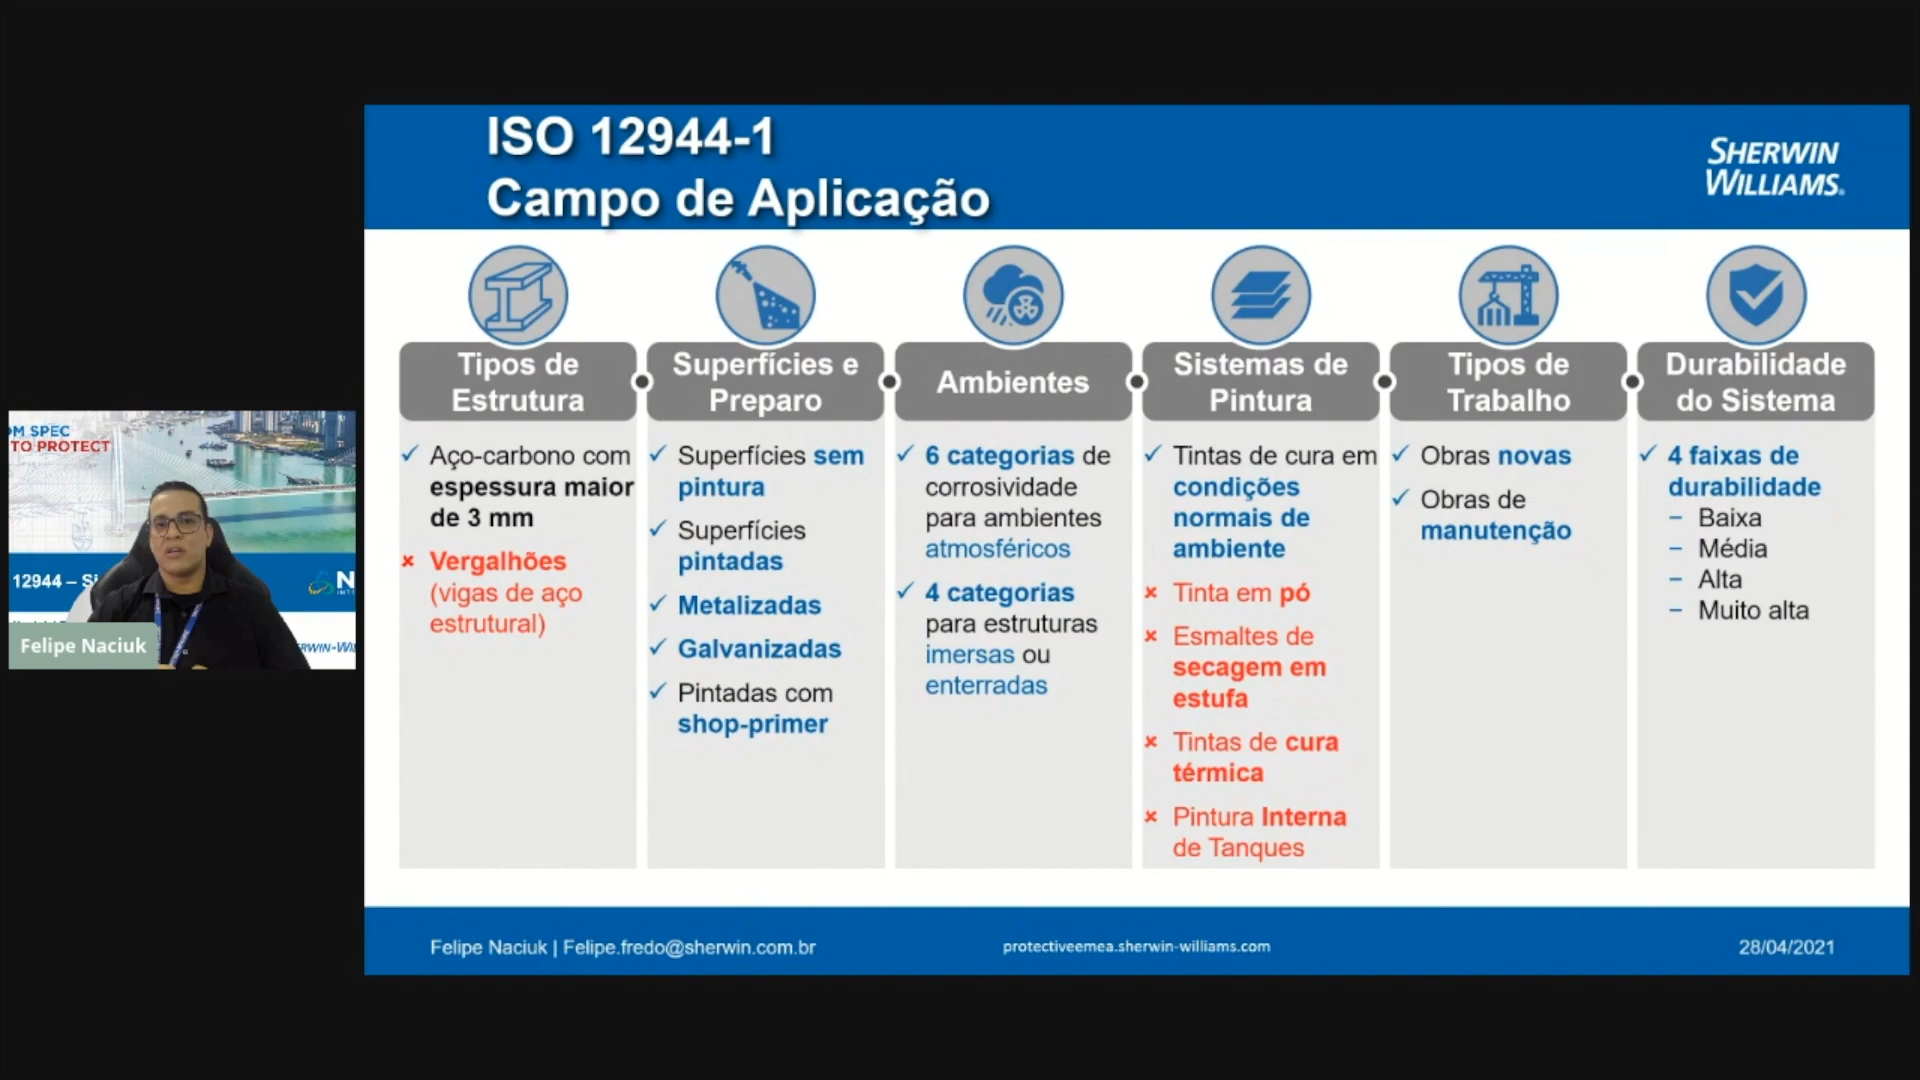 ISO 12944-1
Campo de Aplicação
SHERWIN
WILLIAMS.
Tipos de
Estrutura
✓ Aço-carbono com
espessura maior
de 3 mm
× Vergalhões
(vigas de aço
estrutural)
Superfícies e
Preparo
✓ Superfícies sem
pintura
✓ Superfícies
pintadas
✓ Metalizadas
✓ Galvanizadas
✓ Pintadas com
shop-primer
Ambientes
✓ 6 categorias de
corrosividade
para ambientes
atmosféricos
✓ 4 categorias
para estruturas
imersas ou
enterradas
Sistemas de
Pintura
✓ Tintas de cura em
condições
normais de
ambiente
× Tinta em pó
× Esmaltes de
secagem em
estufa
× Tintas de cura
térmica
× Pintura Interna
de Tanques
Tipos de
Trabalho
✓ Obras novas
✓ Obras de
manutenção
Durabilidade
do Sistema
✓ 4 faixas de
durabilidade
– Baixa
– Média
– Alta
– Muito alta
Felipe Naciuk | Felipe.fredo@sherwin.com.br
protectiveemea.sherwin-williams.com
28/04/2021
OM SPEC
TO PROTECT
12944 – Si
N
RWIN-WI
Felipe Naciuk